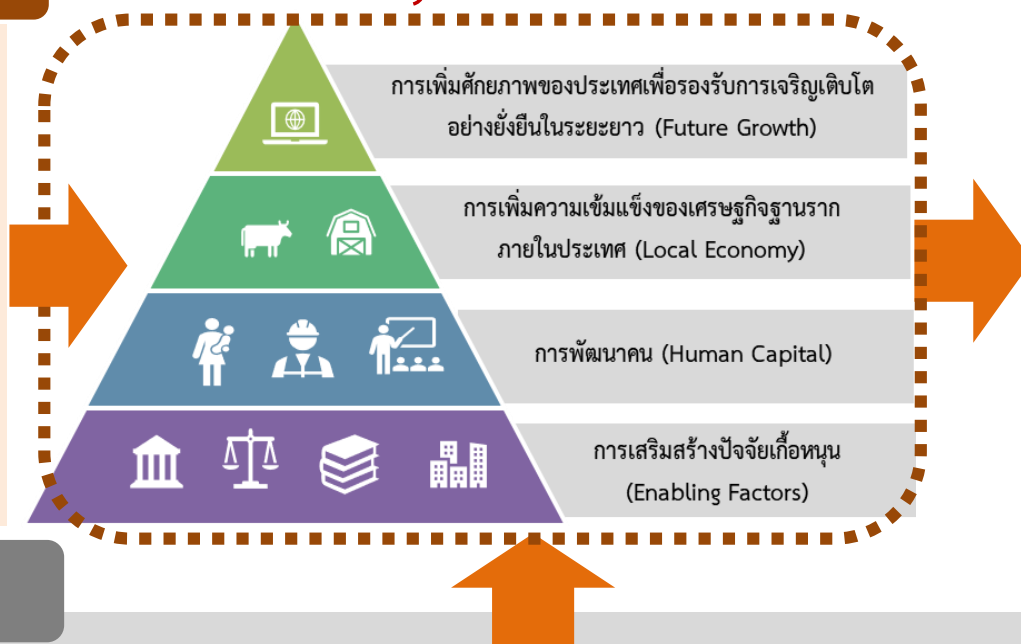 การเพิ่มศักยภาพของประเทศเพื่อรองรับการเจริญเติบโต
อย่างยั่งยืนในระยะยาว (Future Growth)
การเพิ่มความเข้มแข็งของเศรษฐกิจฐานราก
ภายในประเทศ (Local Economy)
การพัฒนาคน (Human Capital)
การเสริมสร้างปัจจัยเกื้อหนุน
(Enabling Factors)